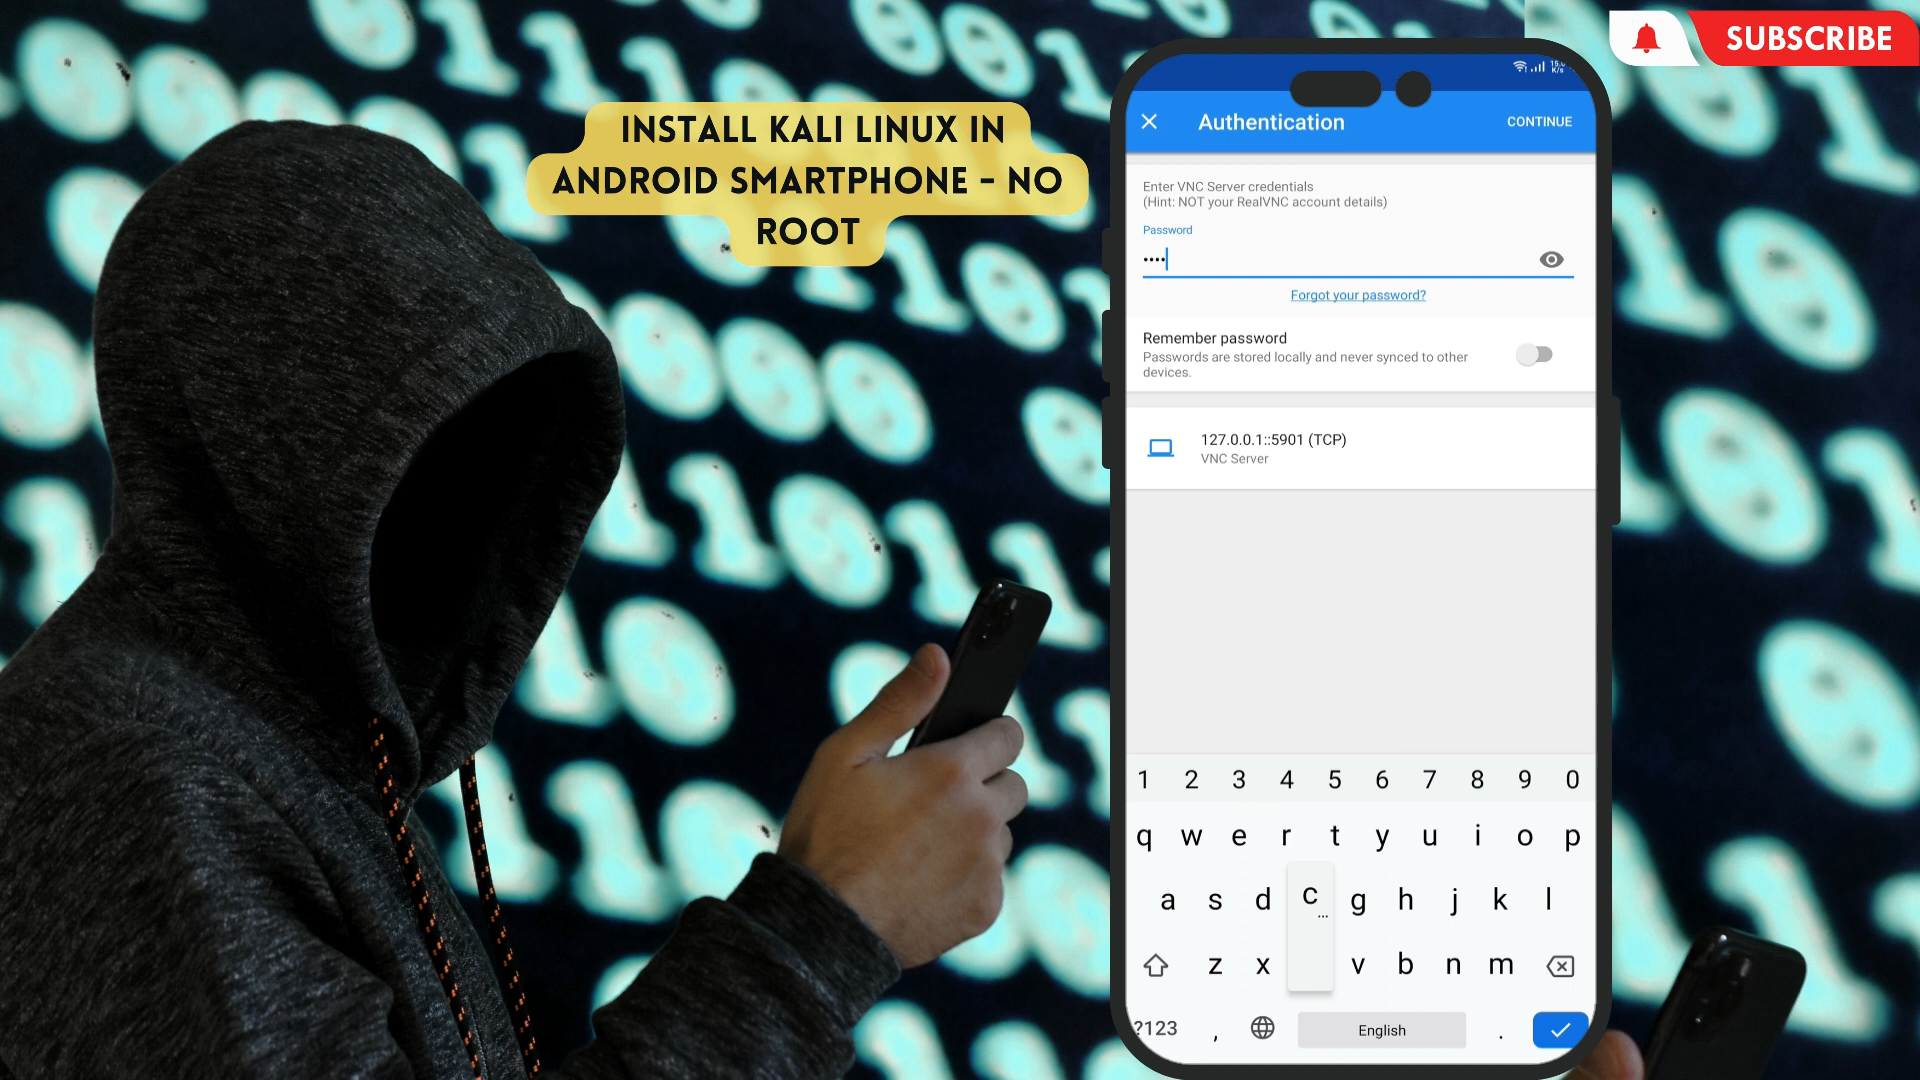 SUBSCRIBE
INSTALL KALI LINUX IN
ANDROID SMARTPHONE - NO
ROOT
Authentication
CONTINUE
Enter VNC Server credentials
(Hint: NOT your RealVNC account details)
Password
••••
Forgot your password?
Remember password
Passwords are stored locally and never synced to other
devices.
127.0.0.1::5901 (TCP)
VNC Server
1 2 3 4 5 6 7 8 9 0
q w e r t y u i o p
a s d c... g h j k l
z x v b n m
?123 , English .